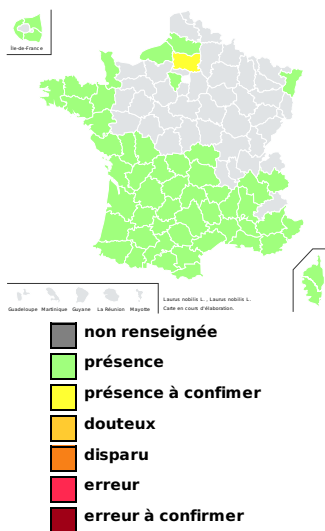 Île-de-France
Guadeloupe Martinique Guyane La Réunion Mayotte
Laurus nobilis L. , Laurus nobilis L.
Carte en cours d'élaboration.
non renseignée
présence
présence à confimer
douteux
disparu
erreur
erreur à confirmer